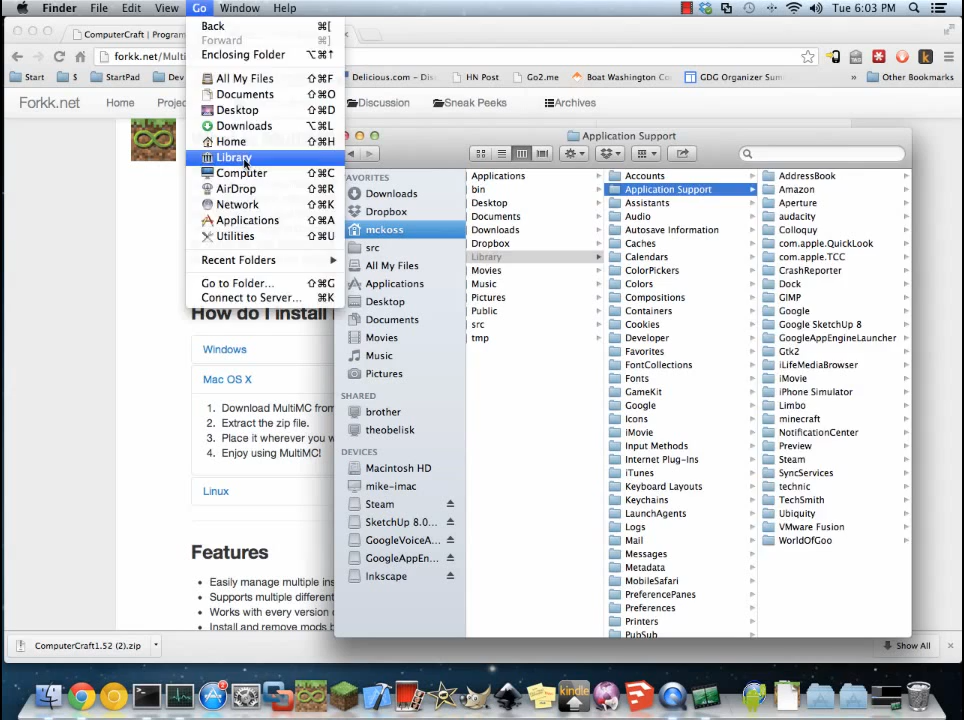 Finder File Edit View Go Window Help Tue 6:03 PM
Back ⌘[
Forward ⌘]
Enclosing Folder ⌥⌘↑
All My Files ⇧⌘F
Documents ⇧⌘O
Desktop ⇧⌘D
Downloads ⌥⌘L
Home ⇧⌘H
Library
Computer ⇧⌘C
AirDrop ⇧⌘R
Network ⇧⌘K
Applications ⇧⌘A
Utilities ⇧⌘U
Recent Folders
Go to Folder... ⇧⌘G
Connect to Server... ⌘K
ComputerCraft | Program
forkk.net/Multi
Start $ StartPad Dev Delicious.com - Dis HN Post Go2.me Boat Washington Co GDG Organizer Sum » Other Bookmarks
Forkk.net Home Projec Discussion Sneak Peeks Archives
How do I install
Windows
Mac OS X
1. Download MultiMC from
2. Extract the zip file.
3. Place it wherever you w
4. Enjoy using MultiMC!
Linux
Features
Easily manage multiple ins
Supports multiple different
Works with every version o
Install and remove mods b
Application Support
FAVORITES
Downloads
Dropbox
mckoss
src
All My Files
Applications
Desktop
Documents
Movies
Music
Pictures
SHARED
brother
theobelisk
DEVICES
Macintosh HD
mike-imac
Steam
SketchUp 8.0...
GoogleVoiceA...
GoogleAppEn...
Inkscape
Applications
bin
Desktop
Documents
Downloads
Dropbox
Library
Movies
Music
Pictures
Public
src
tmp
Accounts
Application Support
Assistants
Audio
Autosave Information
Caches
Calendars
ColorPickers
Colors
Compositions
Containers
Cookies
Developer
Favorites
FontCollections
Fonts
GameKit
Google
Icons
iMovie
Input Methods
Internet Plug-Ins
iTunes
Keyboard Layouts
Keychains
LaunchAgents
Logs
Mail
Messages
Metadata
MobileSafari
PreferencePanes
Preferences
Printers
PubSub
AddressBook
Amazon
Aperture
audacity
Colloquy
com.apple.QuickLook
com.apple.TCC
CrashReporter
Dock
GIMP
Google
Google SketchUp 8
GoogleAppEngineLauncher
Gtk2
iLifeMediaBrowser
iMovie
iPhone Simulator
Limbo
minecraft
NotificationCenter
Preview
Steam
SyncServices
technic
TechSmith
Ubiquity
VMware Fusion
WorldOfGoo
ComputerCraft1.52 (2).zip
Show All
kindle